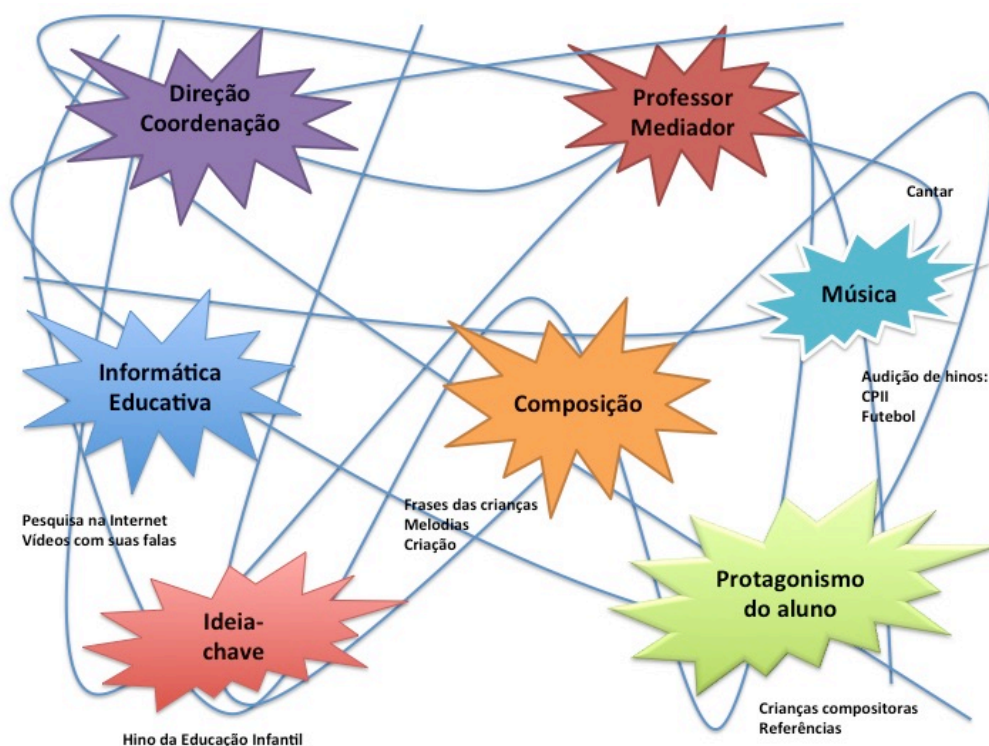 Direção
Coordenação
Professor
Mediador
Cantar
Música
Informática
Educativa
Composição
Audição de hinos:
CPII
Futebol
Pesquisa na Internet
Vídeos com suas falas
Frases das crianças
Melodias
Criação
Protagonismo
do aluno
Ideia-
chave
Crianças compositoras
Referências
Hino da Educação Infantil